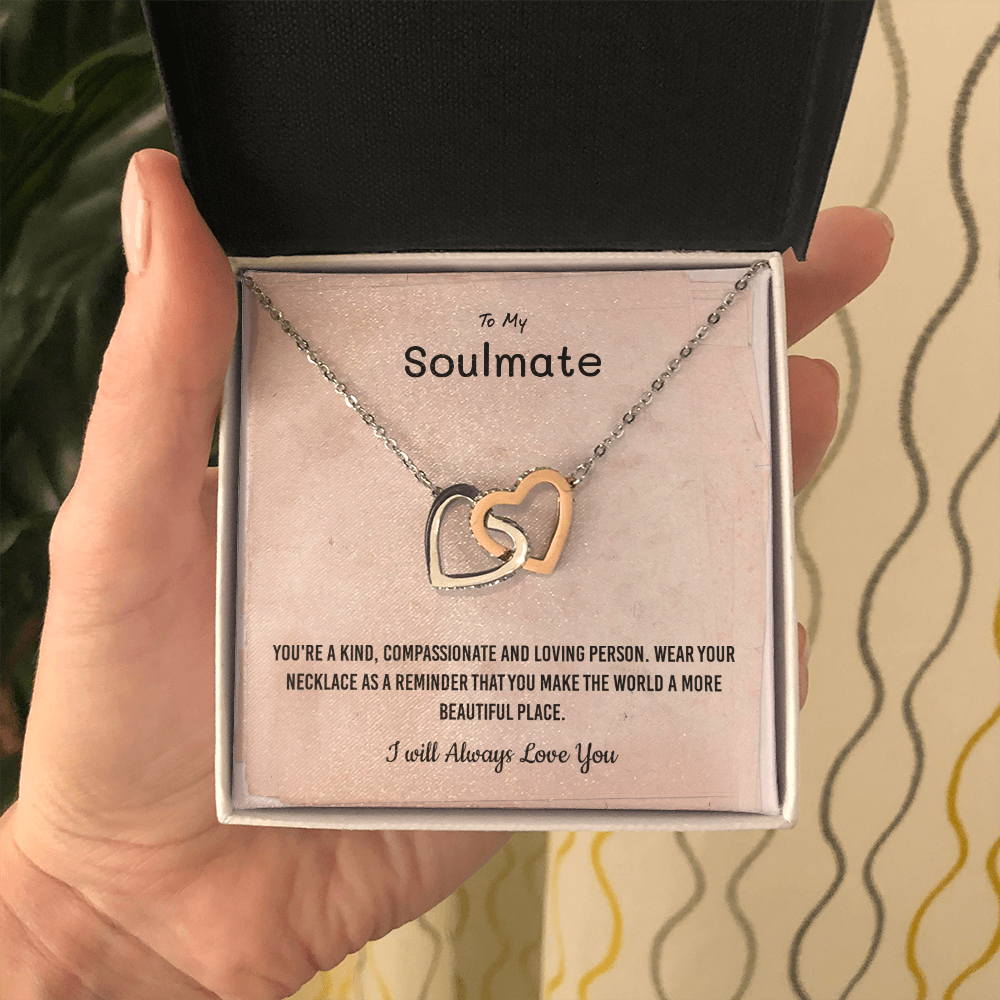 To My
Soulmate
YOU'RE A KIND, COMPASSIONATE AND LOVING PERSON. WEAR YOUR
NECKLACE AS A REMINDER THAT YOU MAKE THE WORLD A MORE
BEAUTIFUL PLACE.
I will Always Love You